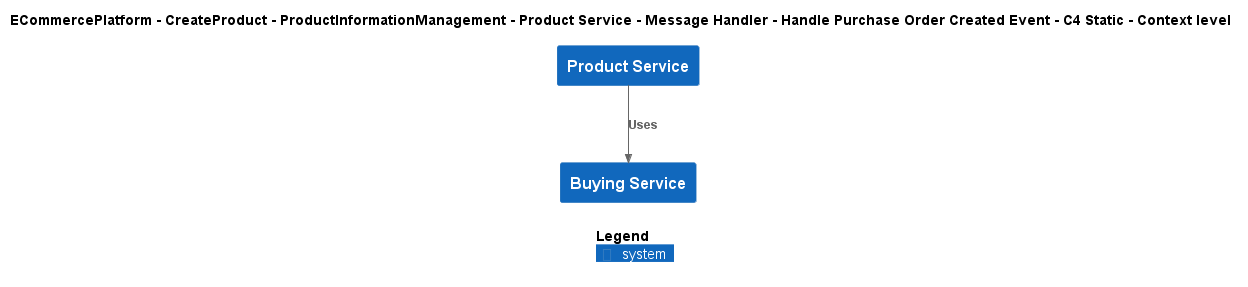 ECommercePlatform - CreateProduct - ProductInformationManagement - Product Service - Message Handler - Handle Purchase Order Created Event - C4 Static - Context level
Product Service
Uses
Buying Service
Legend
system